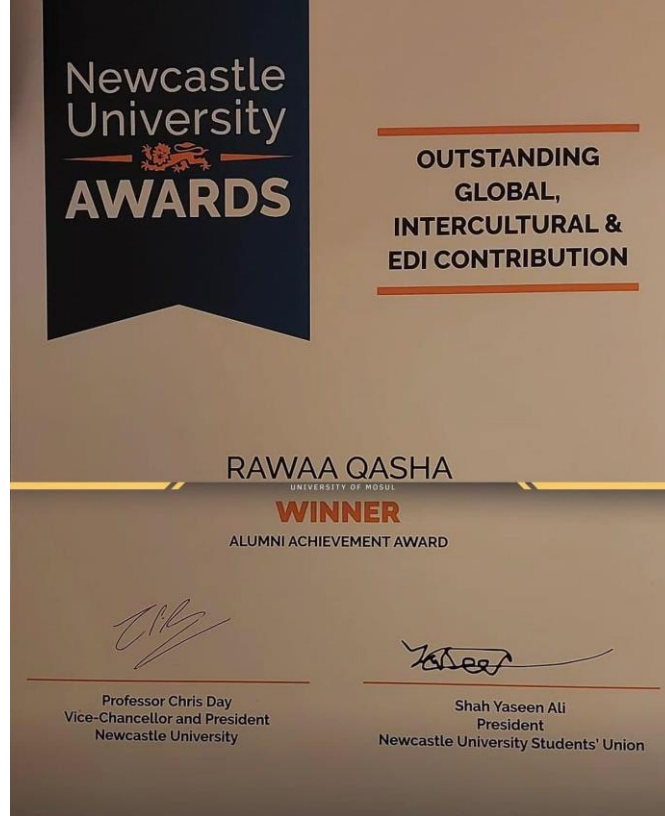 Newcastle
University
AWARDS
OUTSTANDING
GLOBAL,
INTERCULTURAL &
EDI CONTRIBUTION
RAWAA QASHA
UNIVERSITY OF MOSUL
WINNER
ALUMNI ACHIEVEMENT AWARD
Yaseen
Professor Chris Day
Vice-Chancellor and President
Newcastle University
Shah Yaseen Ali
President
Newcastle University Students' Union